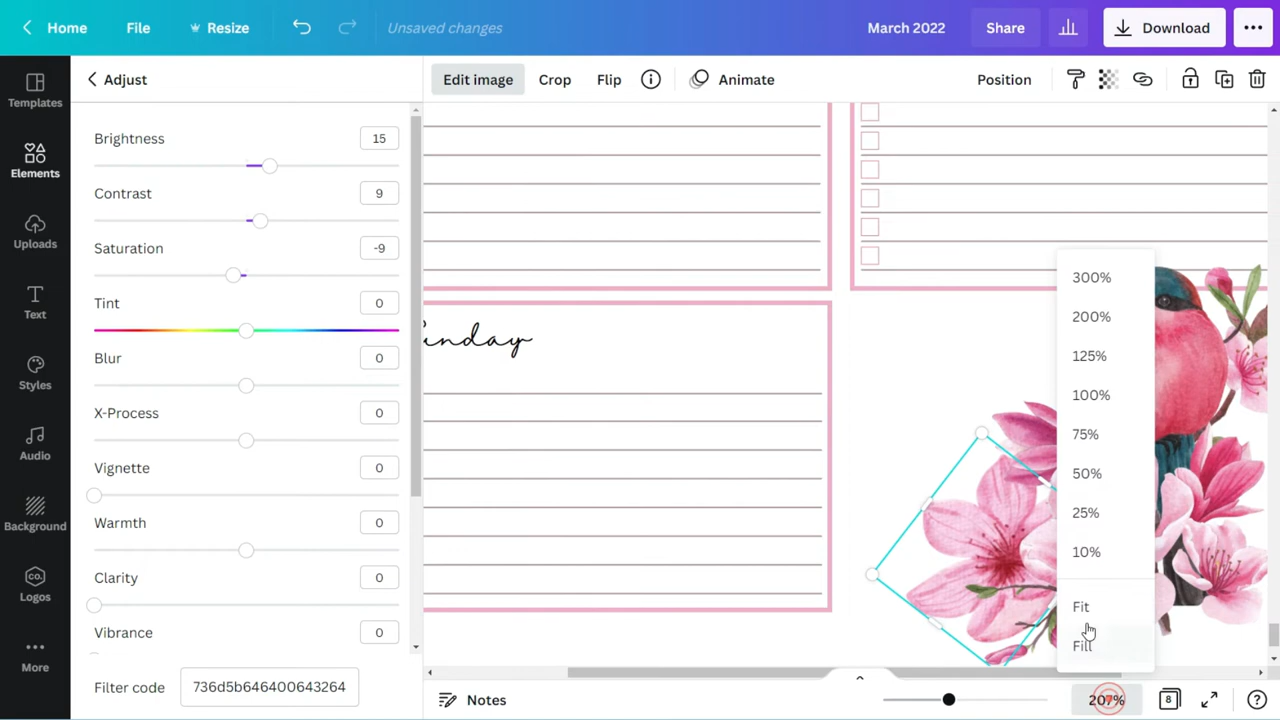 Home
File
Resize
Unsaved changes
March 2022
Share
Download
Templates
Elements
Uploads
Text
Styles
Audio
Background
CO.
Logos
More
Adjust
Brightness 15
Contrast 9
Saturation -9
Tint 0
Blur 0
X-Process 0
Vignette 0
Warmth 0
Clarity 0
Vibrance 0
Filter code 736d5b646400643264
Edit image
Crop
Flip
Animate
Position
300%
200%
125%
100%
75%
50%
25%
10%
Fit
Fill
Notes
207%
8
?